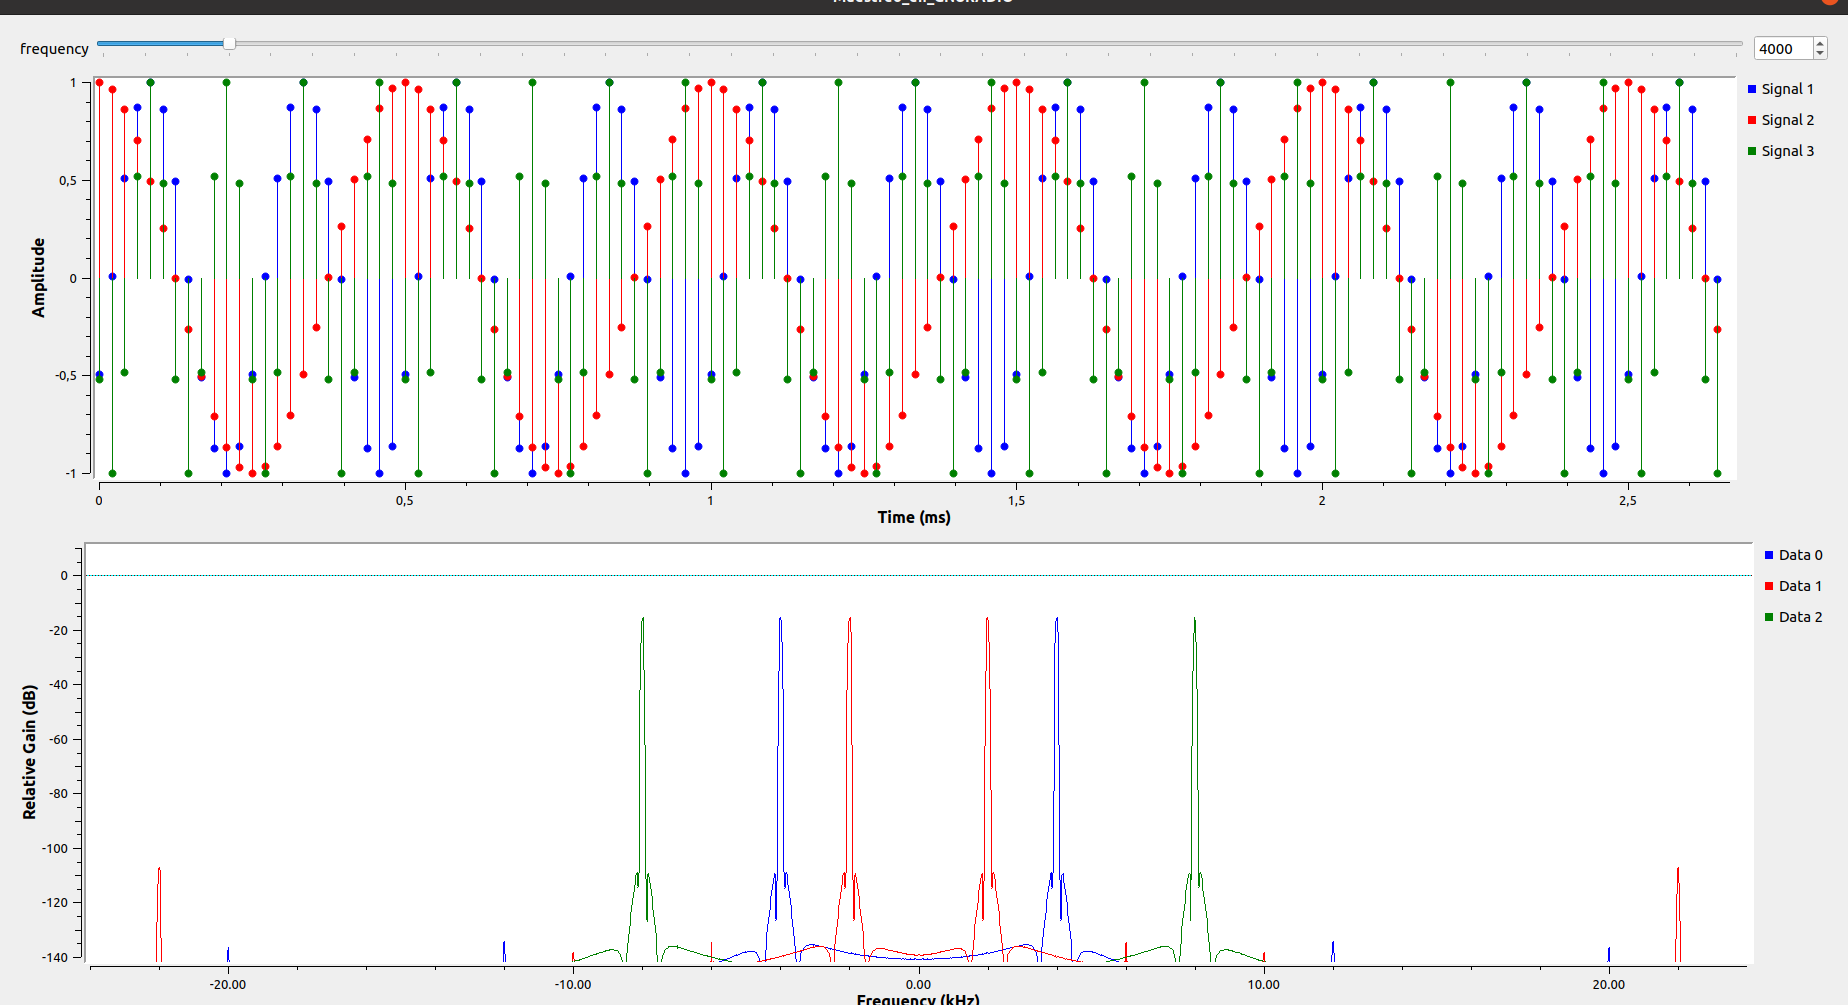 frequency
4000
1
0,5
0
-0,5
-1
Amplitude
0
0,5
1
1,5
2
2,5
Time (ms)
Signal 1
Signal 2
Signal 3
0
-20
-40
-60
-80
-100
-120
-140
Relative Gain (dB)
-20.00
-10.00
0.00
10.00
20.00
Frequency (kHz)
Data 0
Data 1
Data 2